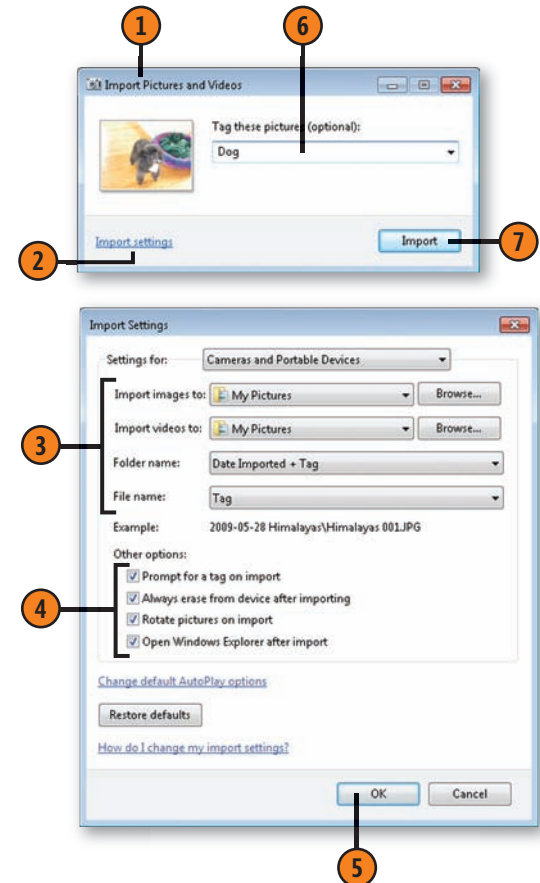 1
6
Import Pictures and Videos
Tag these pictures (optional):
Dog
Import settings
Import
2
7
Import Settings
Settings for: Cameras and Portable Devices
Import images to: My Pictures Browse...
Import videos to: My Pictures Browse...
3
Folder name: Date Imported + Tag
File name: Tag
Example: 2009-05-28 Himalayas\Himalayas 001.JPG
Other options:
Prompt for a tag on import
Always erase from device after importing
4
Rotate pictures on import
Open Windows Explorer after import
Change default AutoPlay options
Restore defaults
How do I change my import settings?
OK Cancel
5